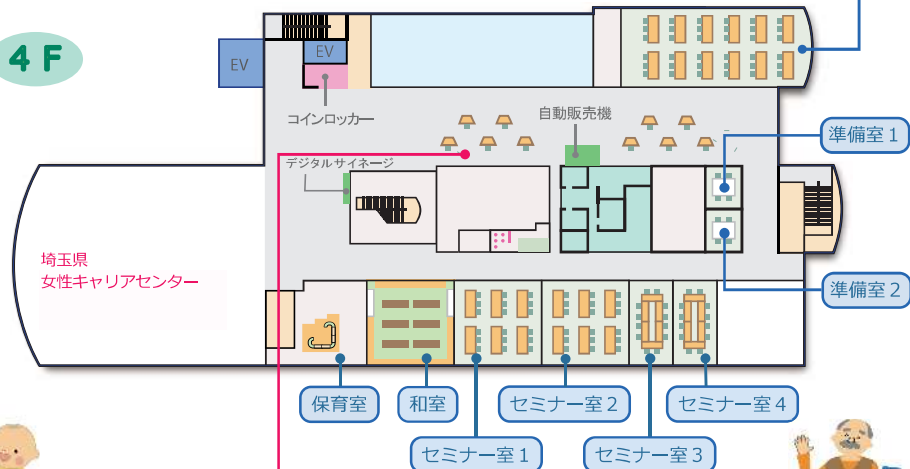 4F
EV
EV
コインロッカー
自動販売機
準備室1
デジタルサイネージ
埼玉県
女性キャリアセンター
準備室2
保育室
和室
セミナー室2
セミナー室4
セミナー室1
セミナー室3